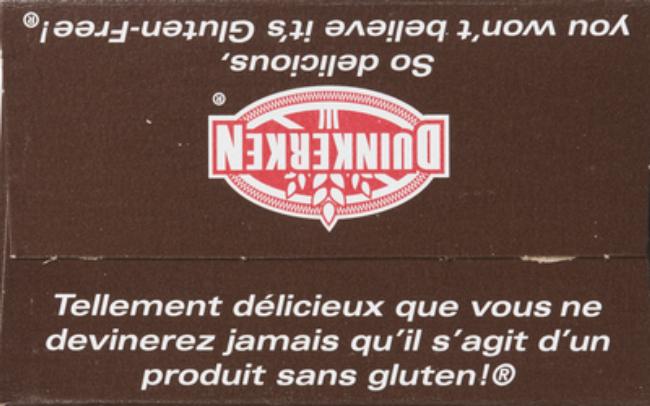 So delicious,
you won't believe it's Gluten-Free!®
DUINKERKEN
®
Tellement délicieux que vous ne
devinerez jamais qu'il s'agit d'un
produit sans gluten!®